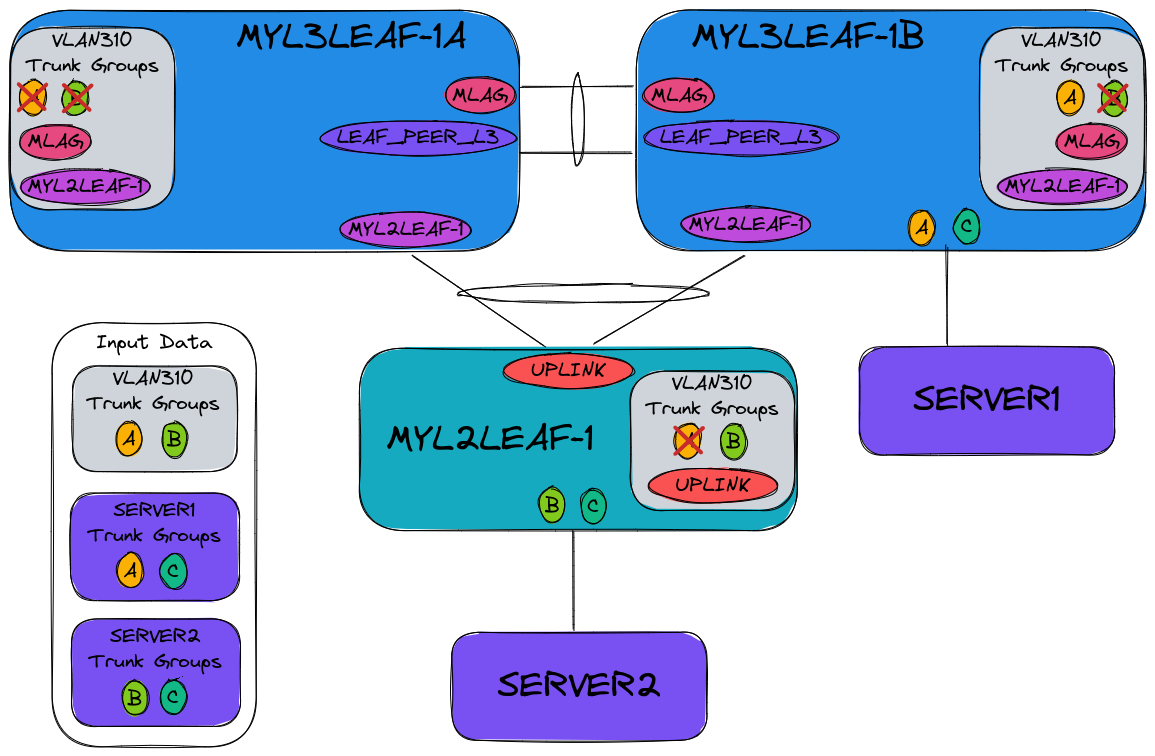 MYL3LEAF-1A
VLAN310
Trunk Groups
A B
MLAG
MYL2LEAF-1
MLAG
LEAF_PEER_L3
MYL2LEAF-1
MYL3LEAF-1B
MLAG
LEAF_PEER_L3
MYL2LEAF-1
A C
VLAN310
Trunk Groups
A B
MLAG
MYL2LEAF-1
Input Data
VLAN310
Trunk Groups
A B
SERVER1
Trunk Groups
A C
SERVER2
Trunk Groups
B C
UPLINK
MYL2LEAF-1
VLAN310
Trunk Groups
A B
UPLINK
B C
SERVER1
SERVER2